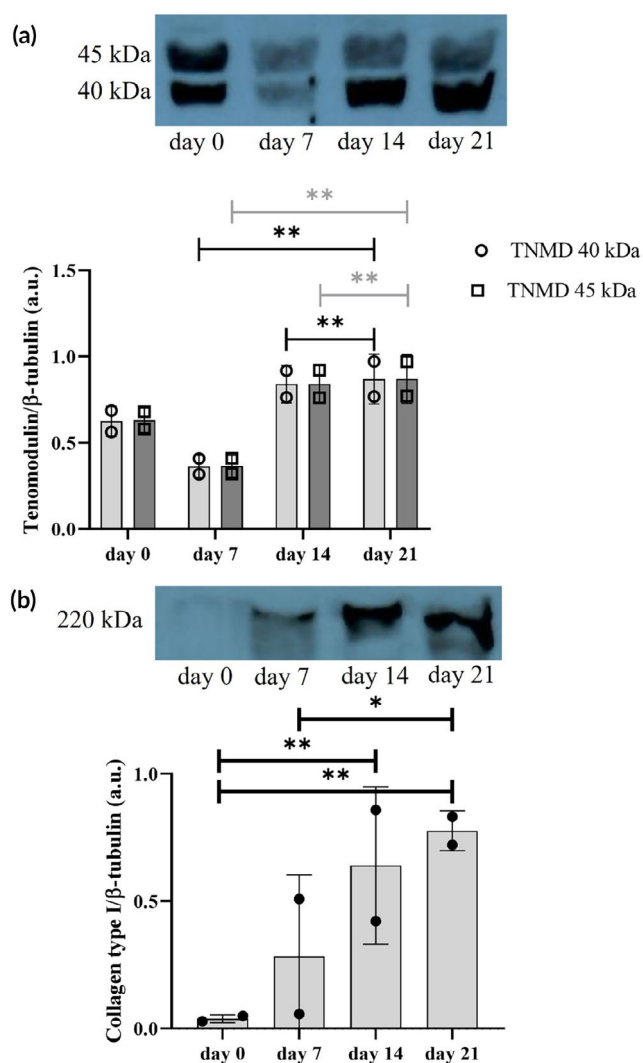 (a)
45 kDa
40 kDa
day 0 day 7 day 14 day 21
**
**
**
**
TNMD 40 kDa
TNMD 45 kDa
Tenomodulin/β-tubulin (a.u.)
1.5
1.0
0.5
0.0
day 0 day 7 day 14 day 21
(b)
220 kDa
day 0 day 7 day 14 day 21
*
**
**
Collagen type I/β-tubulin (a.u.)
1.0
0.5
0.0
day 0 day 7 day 14 day 21